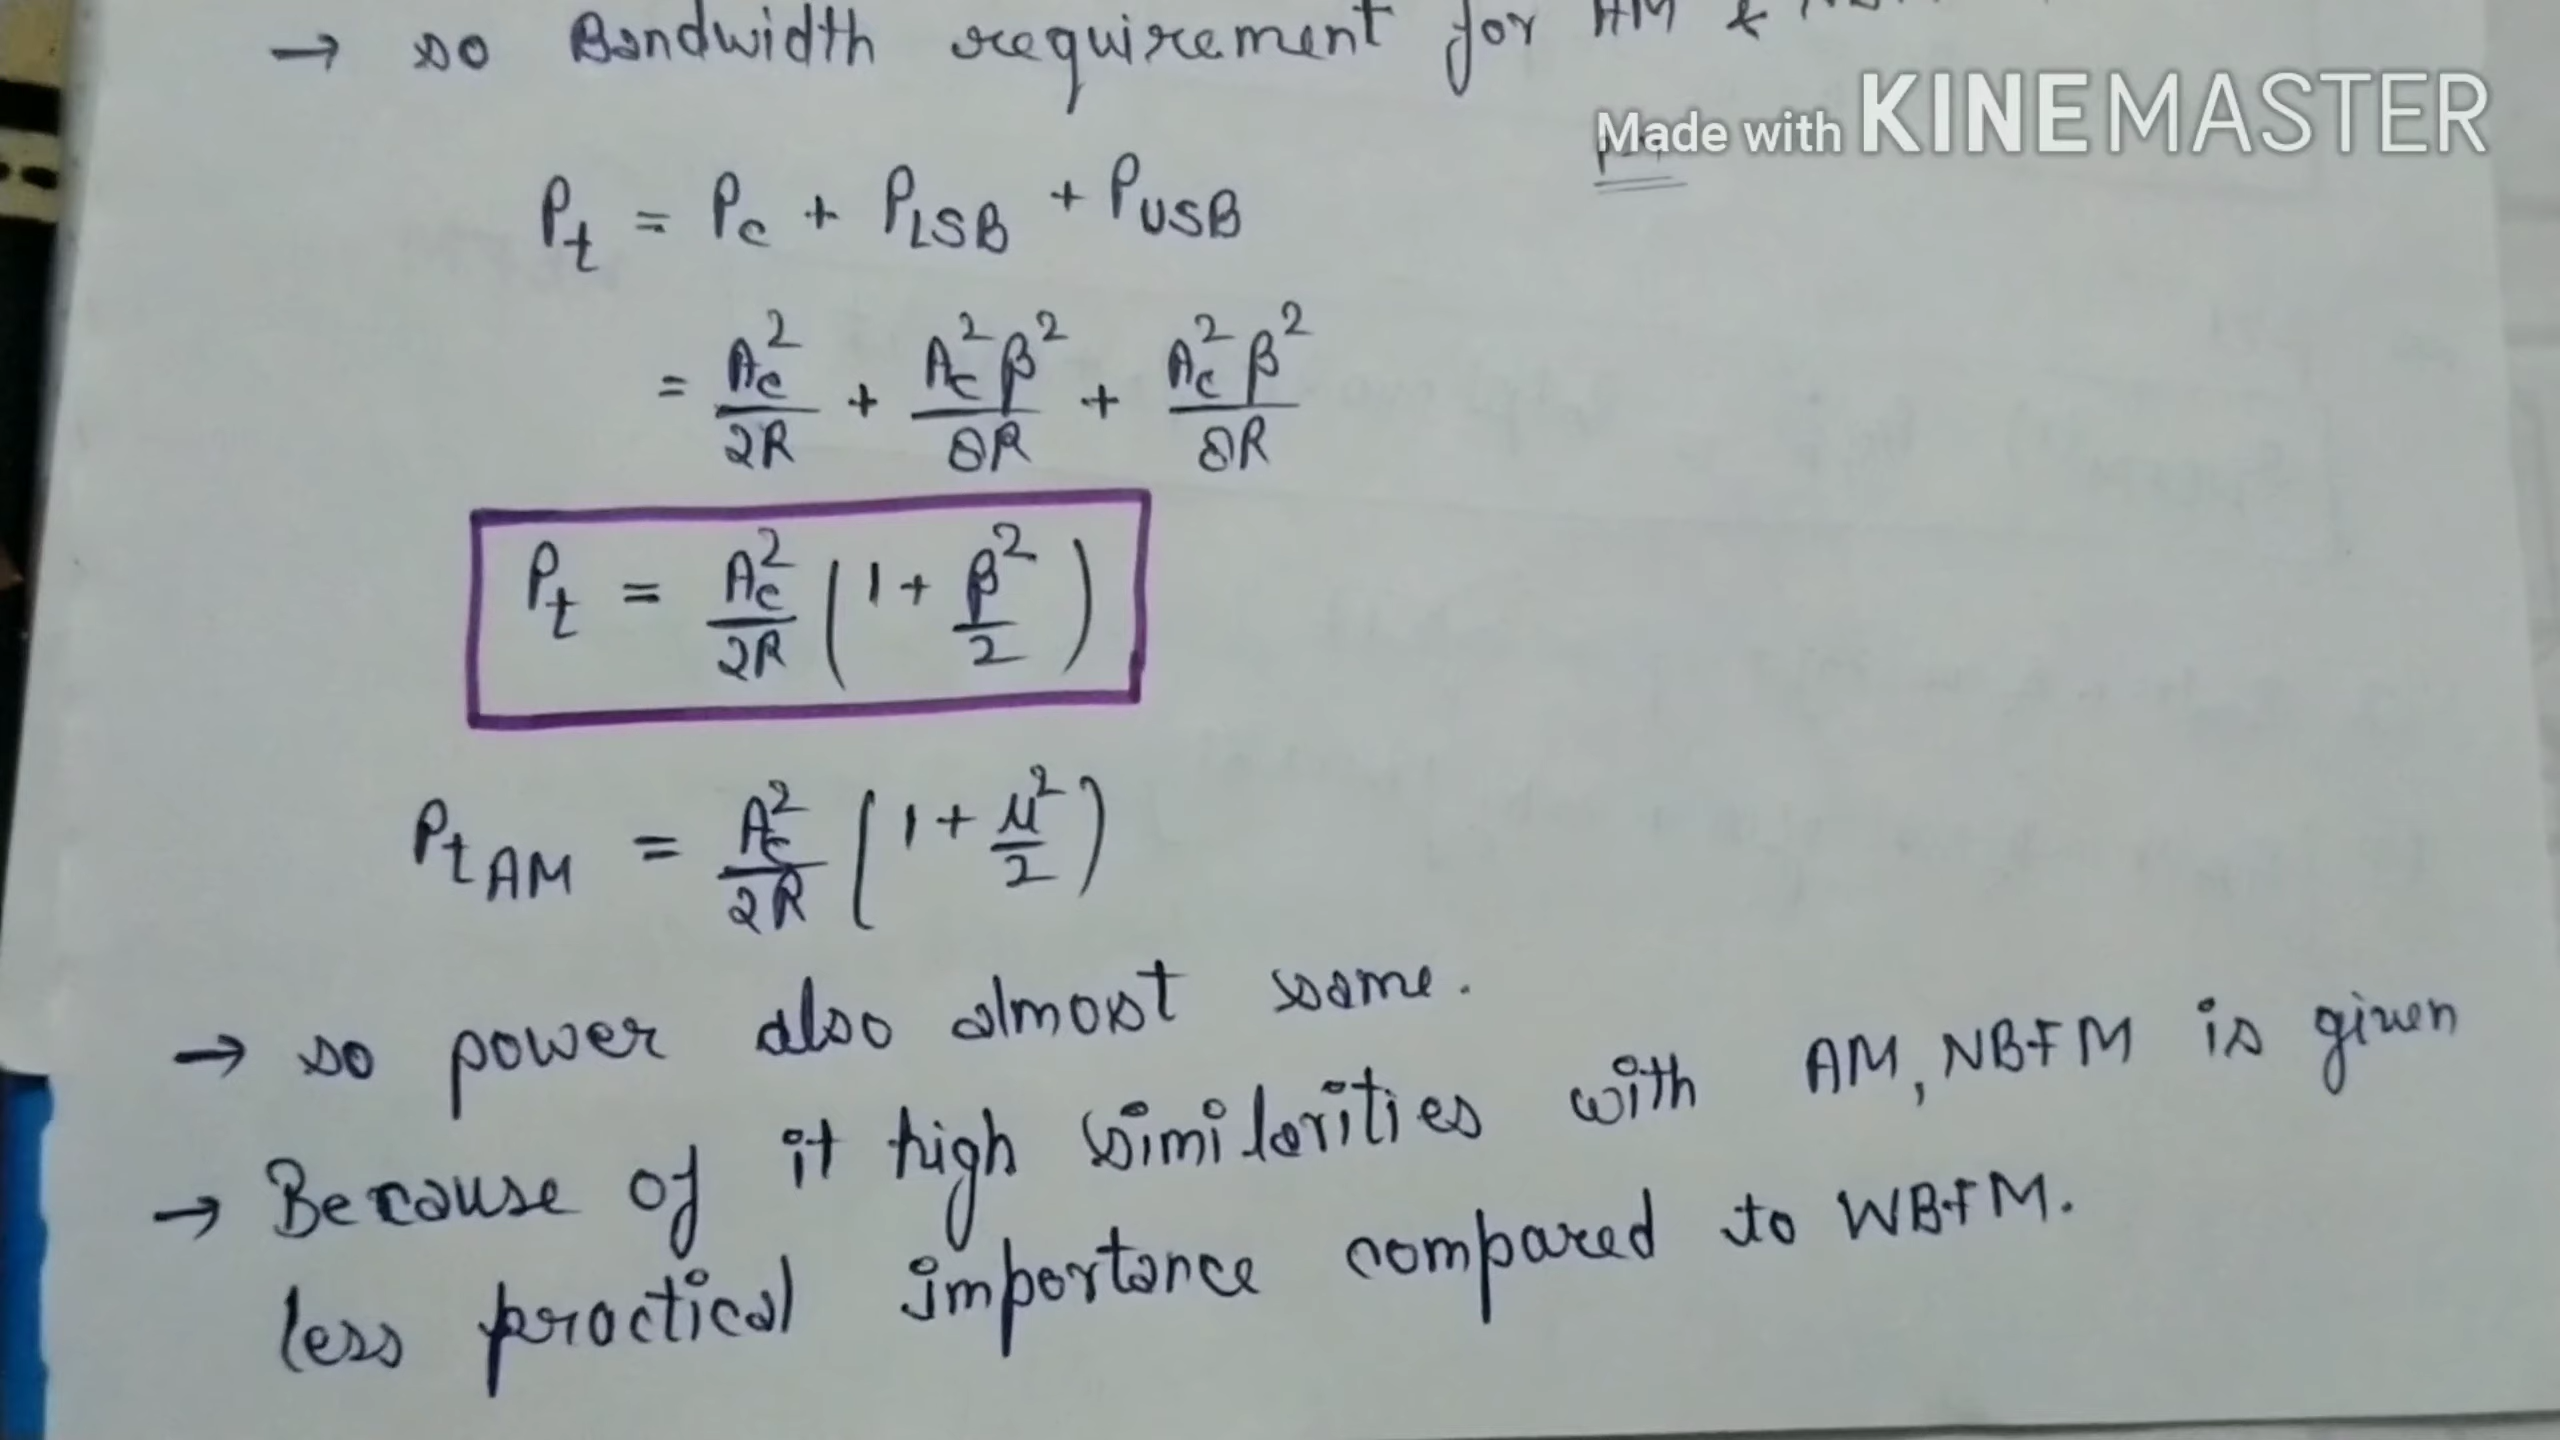 → so Bandwidth requirement for AM &
Made with KINEMASTER
Pt = Pc + PLSB + PUSB
= Ac²/2R + Ac²β²/8R + Ac²β²/8R
Pt = Ac²/2R (1 + β²/2)
PtAM = Ac²/2R (1 + μ²/2)
→ so power also almost same.
→ Because of it high similarities with AM, NBFM is given
less practical importance compared to WBFM.